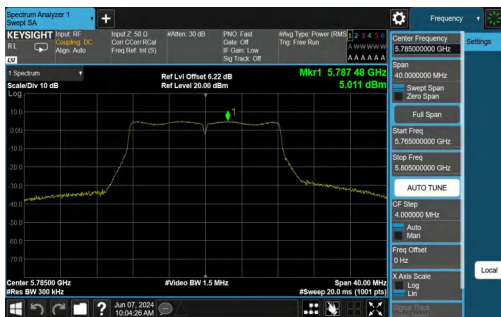 Spectrum Analyzer 1
Swept SA
Frequency
KEYSIGHT
RL
Input: RF
Coupling: DC
Align: Auto
Input Z: 50 Ω
Corr CCorr RCal
Freq Ref: Int (S)
#Atten: 30 dB
PNO: Fast
Gate: Off
IF Gain: Low
Sig Track: Off
#Avg Type: Power (RMS)
Trig: Free Run
1 2 3 4 5 6
A W W W W W
A A A A A A
1 Spectrum
Scale/Div 10 dB
Log
Ref Lvl Offset 6.22 dB
Ref Level 20.00 dBm
Mkr1 5.787 48 GHz
5.011 dBm
1
10.0
0.00
-10.0
-20.0
-30.0
-40.0
-50.0
-60.0
-70.0
Center 5.78500 GHz
#Res BW 300 kHz
#Video BW 1.5 MHz
Span 40.00 MHz
#Sweep 20.0 ms (1001 pts)
Jun 07, 2024
10:04:26 AM
Center Frequency
5.785000000 GHz
Span
40.0000000 MHz
Swept Span
Zero Span
Full Span
Start Freq
5.765000000 GHz
Stop Freq
5.805000000 GHz
AUTO TUNE
CF Step
4.000000 MHz
Auto
Man
Freq Offset
0 Hz
X Axis Scale
Log
Lin
Signal Track
Settings
Local